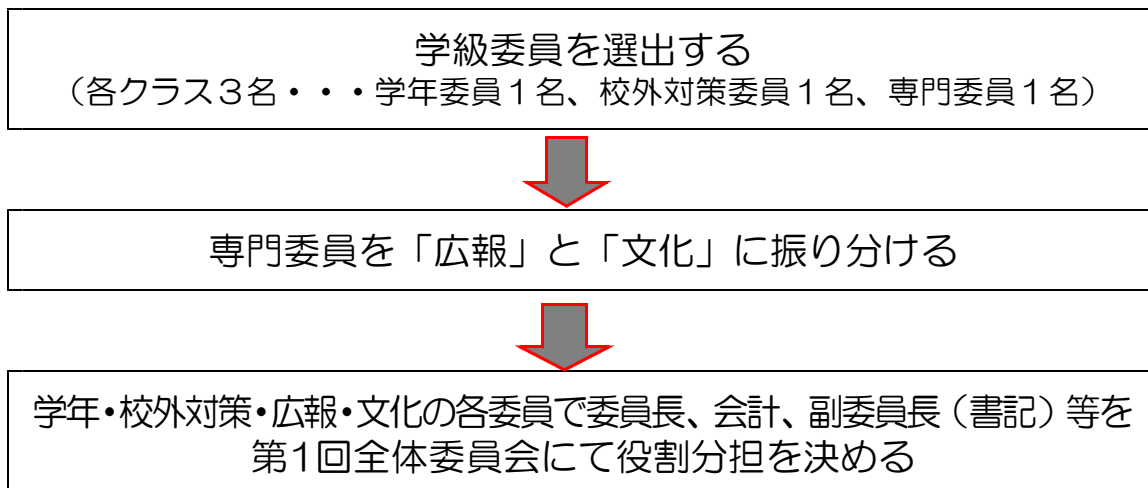 学級委員を選出する
（各クラス３名・・・学年委員１名、校外対策委員１名、専門委員１名）
専門委員を「広報」と「文化」に振り分ける
学年・校外対策・広報・文化の各委員で委員長、会計、副委員長（書記）等を
第1回全体委員会にて役割分担を決める